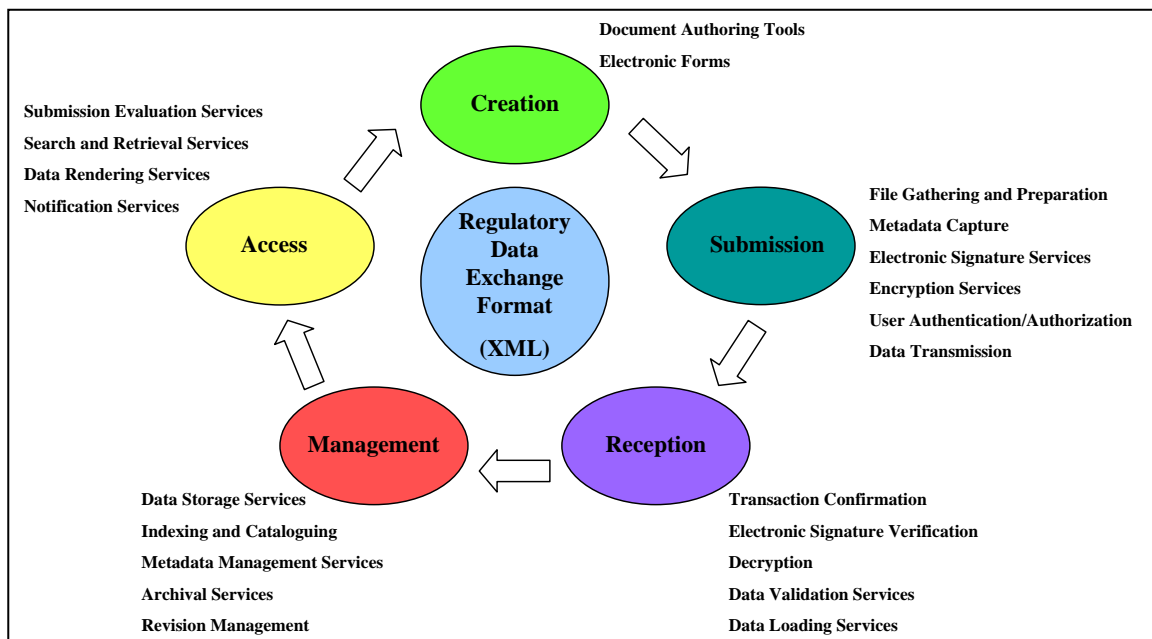 Document Authoring Tools
Electronic Forms
Creation
Submission Evaluation Services
Search and Retrieval Services
Data Rendering Services
Notification Services
Access
Regulatory
Data
Exchange
Format
(XML)
Submission
File Gathering and Preparation
Metadata Capture
Electronic Signature Services
Encryption Services
User Authentication/Authorization
Data Transmission
Management
Reception
Data Storage Services
Indexing and Cataloguing
Metadata Management Services
Archival Services
Revision Management
Transaction Confirmation
Electronic Signature Verification
Decryption
Data Validation Services
Data Loading Services